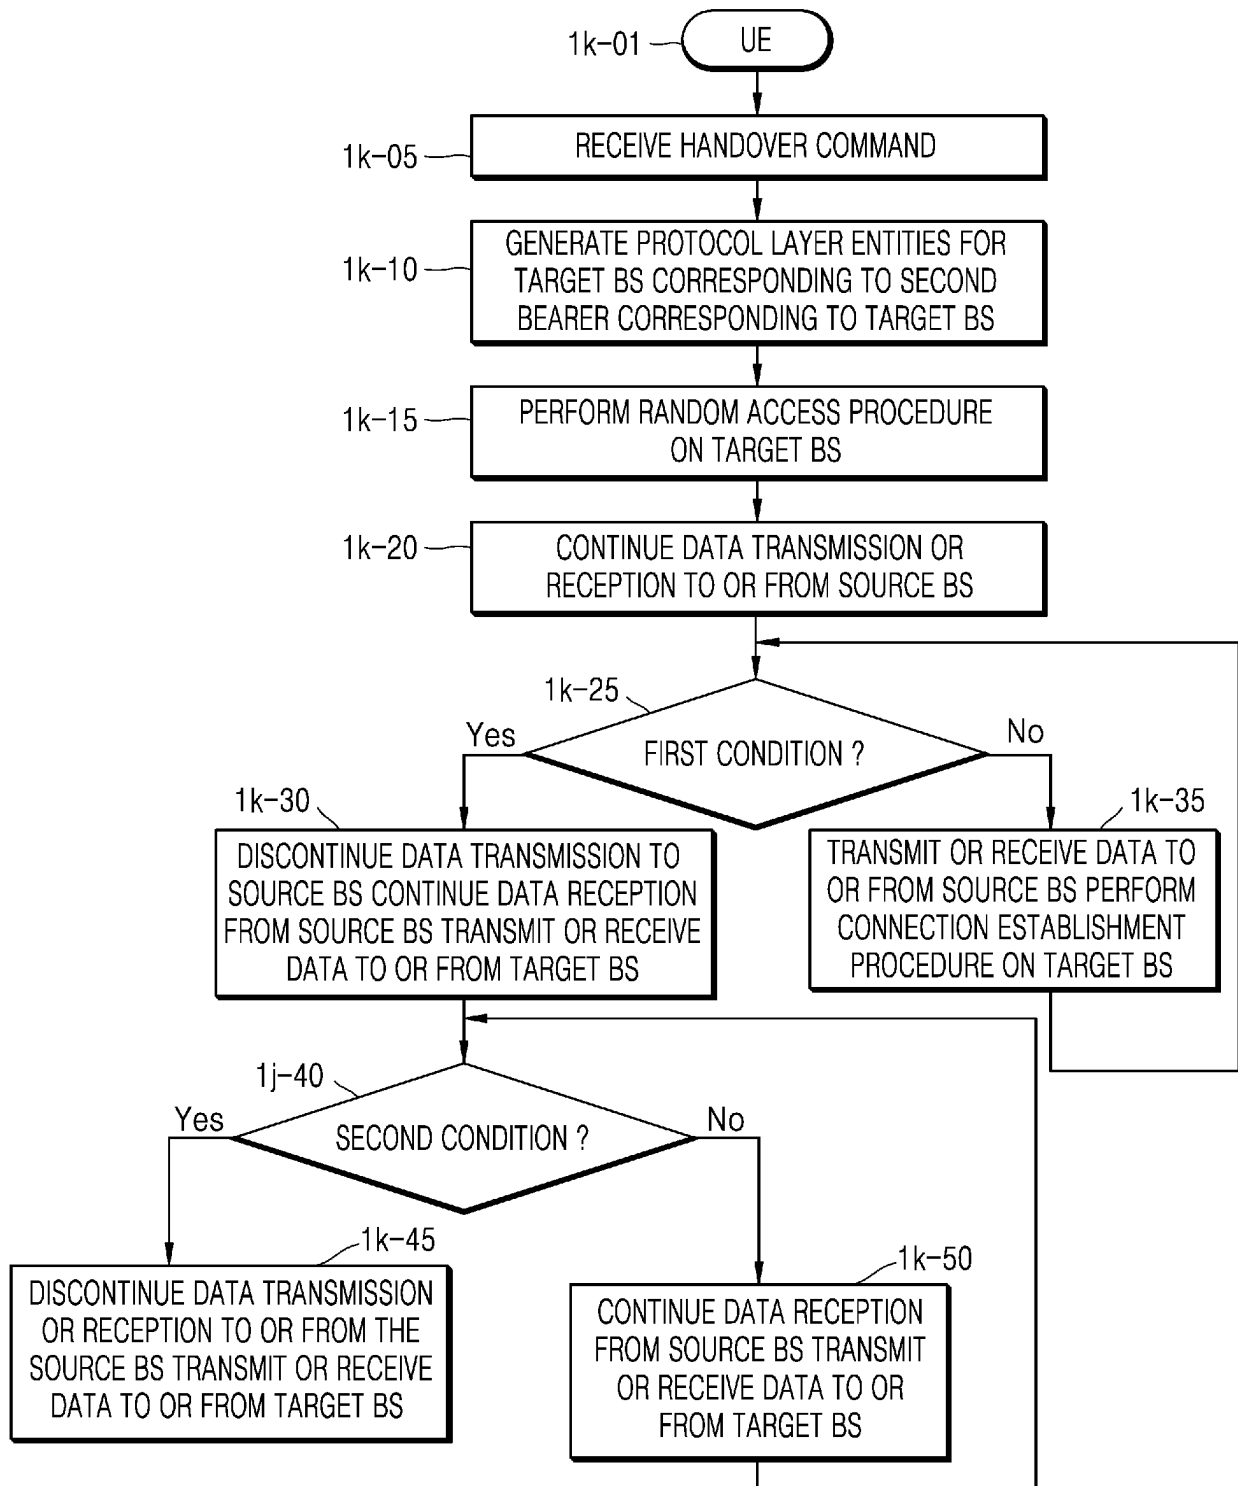 1k-01
UE
1k-05
RECEIVE HANDOVER COMMAND
1k-10
GENERATE PROTOCOL LAYER ENTITIES FOR
TARGET BS CORRESPONDING TO SECOND
BEARER CORRESPONDING TO TARGET BS
1k-15
PERFORM RANDOM ACCESS PROCEDURE
ON TARGET BS
1k-20
CONTINUE DATA TRANSMISSION OR
RECEPTION TO OR FROM SOURCE BS
1k-25
Yes
FIRST CONDITION ?
No
1k-30
DISCONTINUE DATA TRANSMISSION TO
SOURCE BS CONTINUE DATA RECEPTION
FROM SOURCE BS TRANSMIT OR RECEIVE
DATA TO OR FROM TARGET BS
1k-35
TRANSMIT OR RECEIVE DATA TO
OR FROM SOURCE BS PERFORM
CONNECTION ESTABLISHMENT
PROCEDURE ON TARGET BS
1j-40
Yes
SECOND CONDITION ?
No
1k-45
DISCONTINUE DATA TRANSMISSION
OR RECEPTION TO OR FROM THE
SOURCE BS TRANSMIT OR RECEIVE
DATA TO OR FROM TARGET BS
1k-50
CONTINUE DATA RECEPTION
FROM SOURCE BS TRANSMIT
OR RECEIVE DATA TO OR
FROM TARGET BS